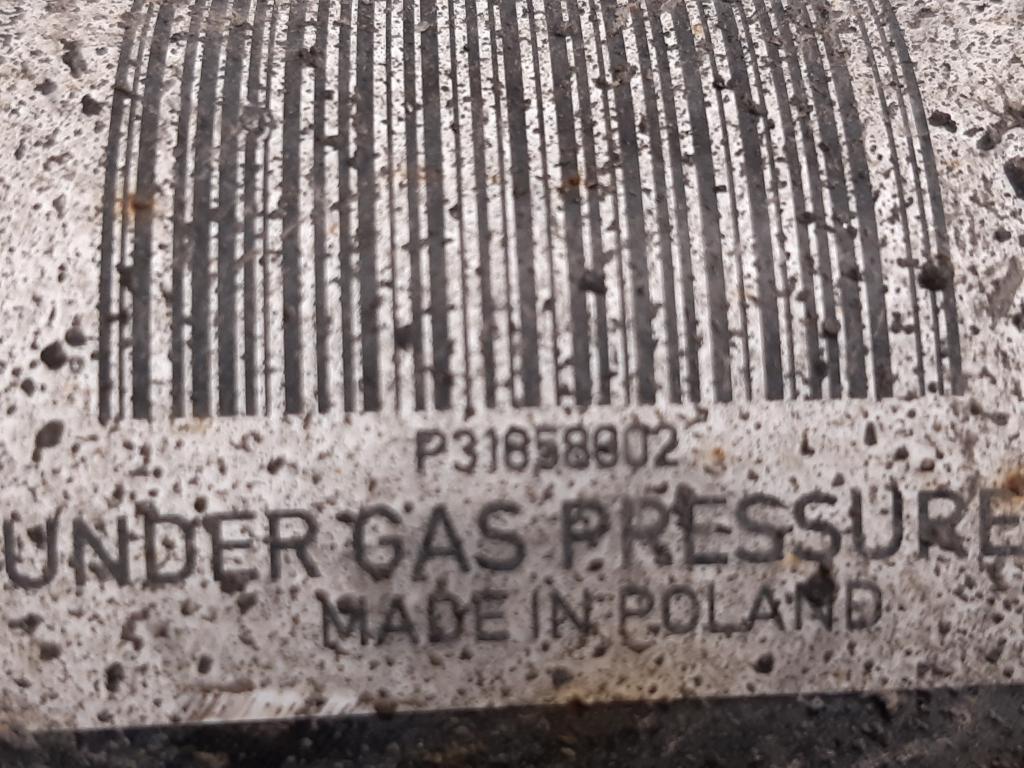 P31858802
UNDER GAS PRESSURE
MADE IN POLAND